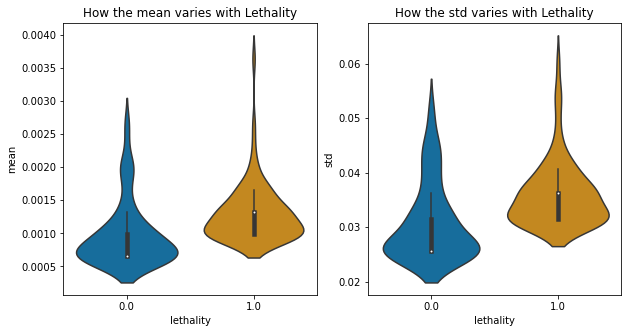 How the mean varies with Lethality
mean
0.0040
0.0035
0.0030
0.0025
0.0020
0.0015
0.0010
0.0005
0.0
1.0
lethality
How the std varies with Lethality
std
0.06
0.05
0.04
0.03
0.02
0.0
1.0
lethality